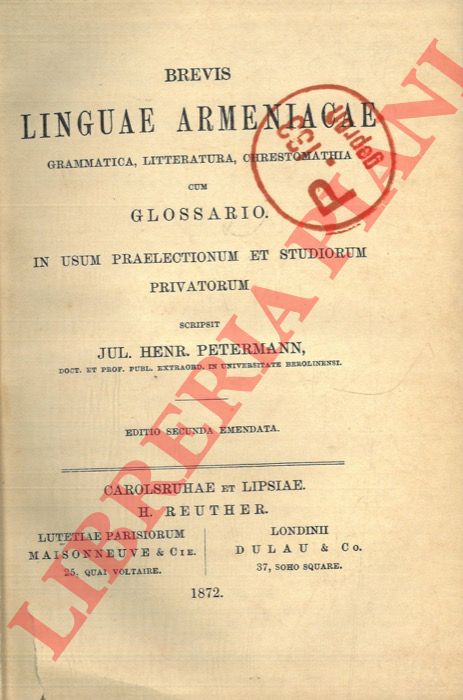 BREVIS
LINGUAE ARMENIACAE
GRAMMATICA, LITTERATURA, CHRESTOMATHIA
CUM
GLOSSARIO.
IN USUM PRAELECTIONUM ET STUDIORUM
PRIVATORUM
SCRIPSIT
JUL. HENR. PETERMANN,
DOCT. ET PROF. PUBL. EXTRAORD. IN UNIVERSITATE BEROLINENSI.
EDITIO SECUNDA EMENDATA.
CAROLSRUHAE ET LIPSIAE.
H. REUTHER.
LUTETIAE PARISIORUM
MAISONNEUVE & CIE.
25, QUAI VOLTAIRE.
LONDINII
DULAU & Co.
37, SOHO SQUARE.
1872.
P.
geprüft
LIBRERIA PIANI